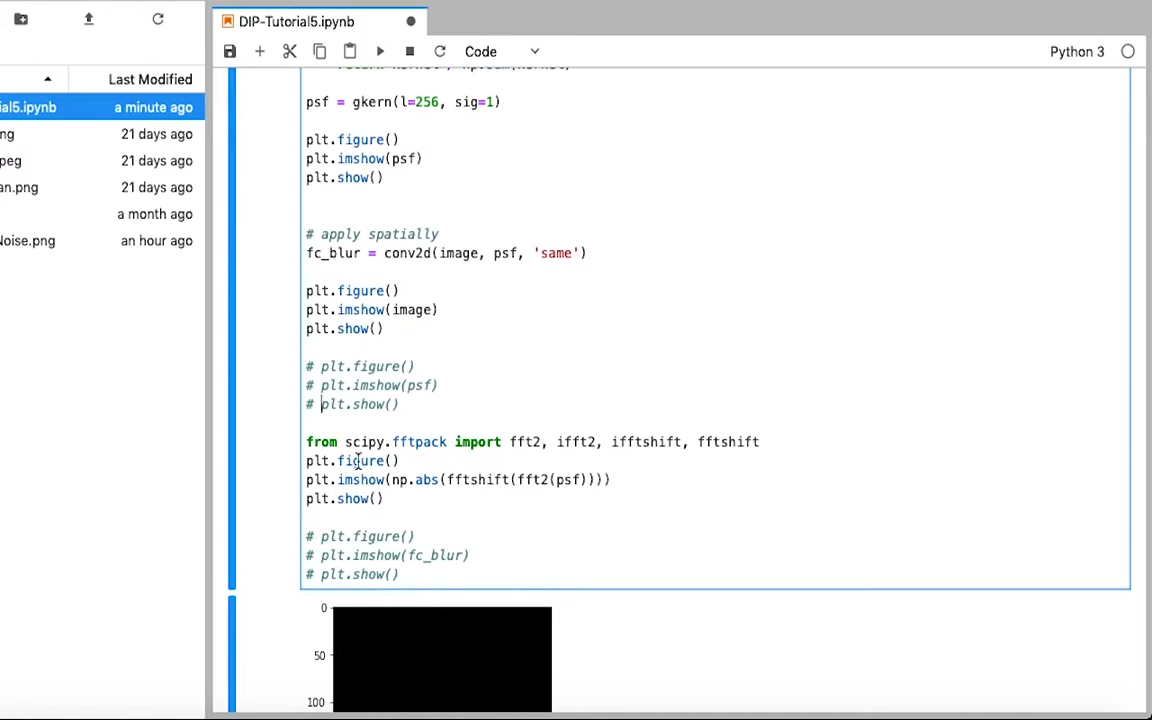 DIP-Tutorial5.ipynb
Code
Python 3
Last Modified
ial5.ipynb a minute ago
ng 21 days ago
peg 21 days ago
an.png 21 days ago
a month ago
Noise.png an hour ago
psf = gkern(l=256, sig=1)
plt.figure()
plt.imshow(psf)
plt.show()
# apply spatially
fc_blur = conv2d(image, psf, 'same')
plt.figure()
plt.imshow(image)
plt.show()
# plt.figure()
# plt.imshow(psf)
# plt.show()
from scipy.fftpack import fft2, ifft2, ifftshift, fftshift
plt.figure()
plt.imshow(np.abs(fftshift(fft2(psf))))
plt.show()
# plt.figure()
# plt.imshow(fc_blur)
# plt.show()
0
50
100